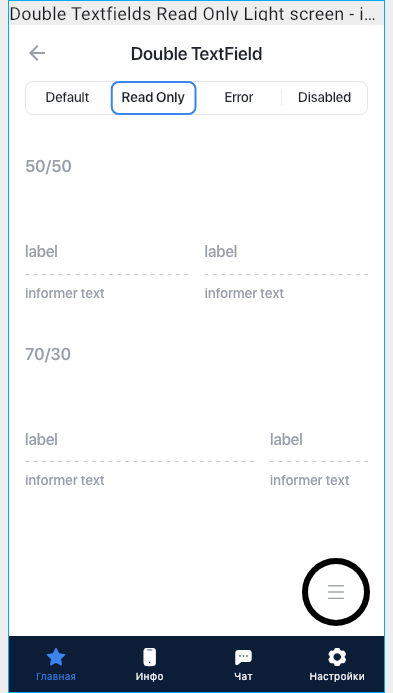 Double Textfields Read Only Light screen - i...
Double TextField
Default Read Only Error Disabled
50/50
label label
informer text informer text
70/30
label label
informer text informer text
Главная Инфо Чат Настройки